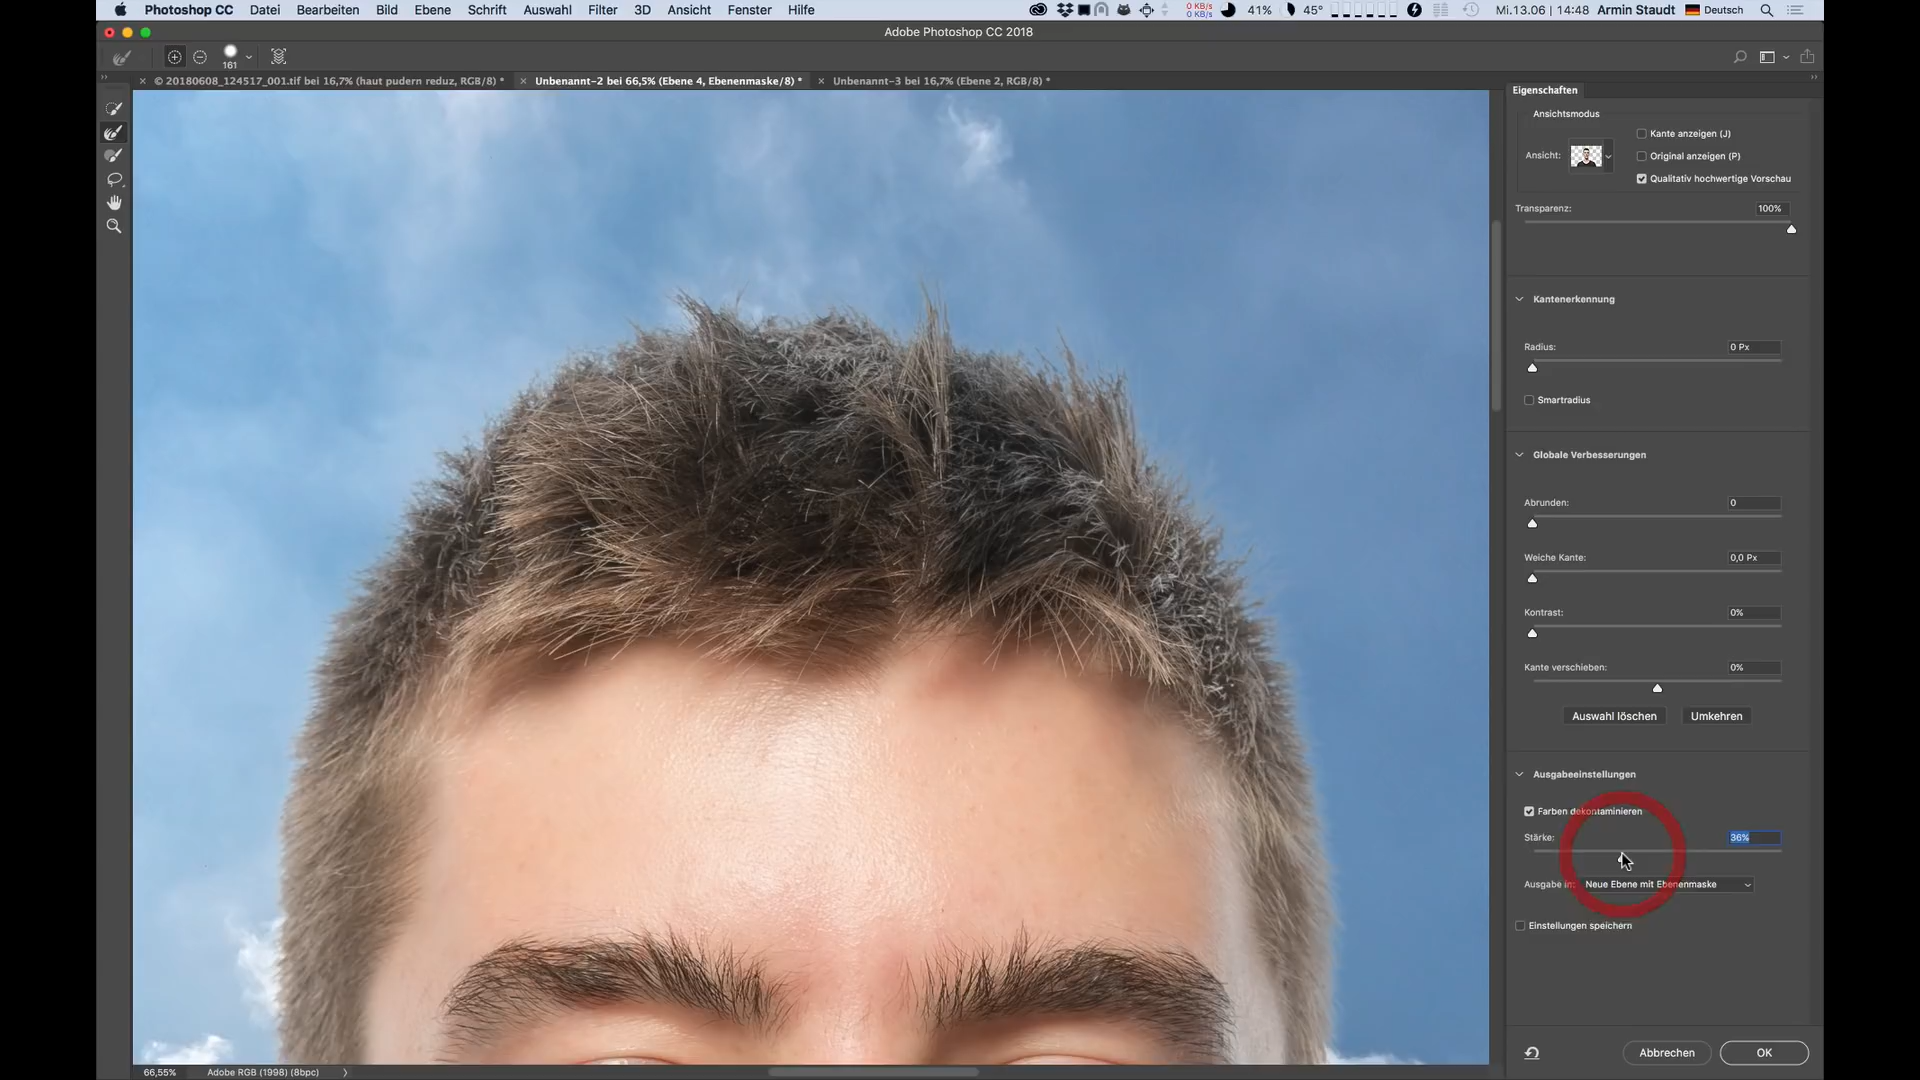 Photoshop CC Datei Bearbeiten Bild Ebene Schrift Auswahl Filter 3D Ansicht Fenster Hilfe 0 KB/s 0 KB/s 41% 45° Mi.13.06 | 14:48 Armin Staudt Deutsch
Adobe Photoshop CC 2018
161
© 20180608_124517_001.tif bei 16,7% (haut pudern reduz, RGB/8) * Unbenannt-2 bei 66,5% (Ebene 4, Ebenenmaske/8) * Unbenannt-3 bei 16,7% (Ebene 2, RGB/8) *
Eigenschaften
Ansichtsmodus
Kante anzeigen (J)
Ansicht: Original anzeigen (P)
Qualitativ hochwertige Vorschau
Transparenz: 100%
Kantenerkennung
Radius: 0 Px
Smartradius
Globale Verbesserungen
Abrunden: 0
Weiche Kante: 0,0 Px
Kontrast: 0%
Kante verschieben: 0%
Auswahl löschen Umkehren
Ausgabeeinstellungen
Farben dekontaminieren
Stärke: 36%
Ausgabe in: Neue Ebene mit Ebenenmaske
Einstellungen speichern
Abbrechen OK
66,55% Adobe RGB (1998) (8bpc)